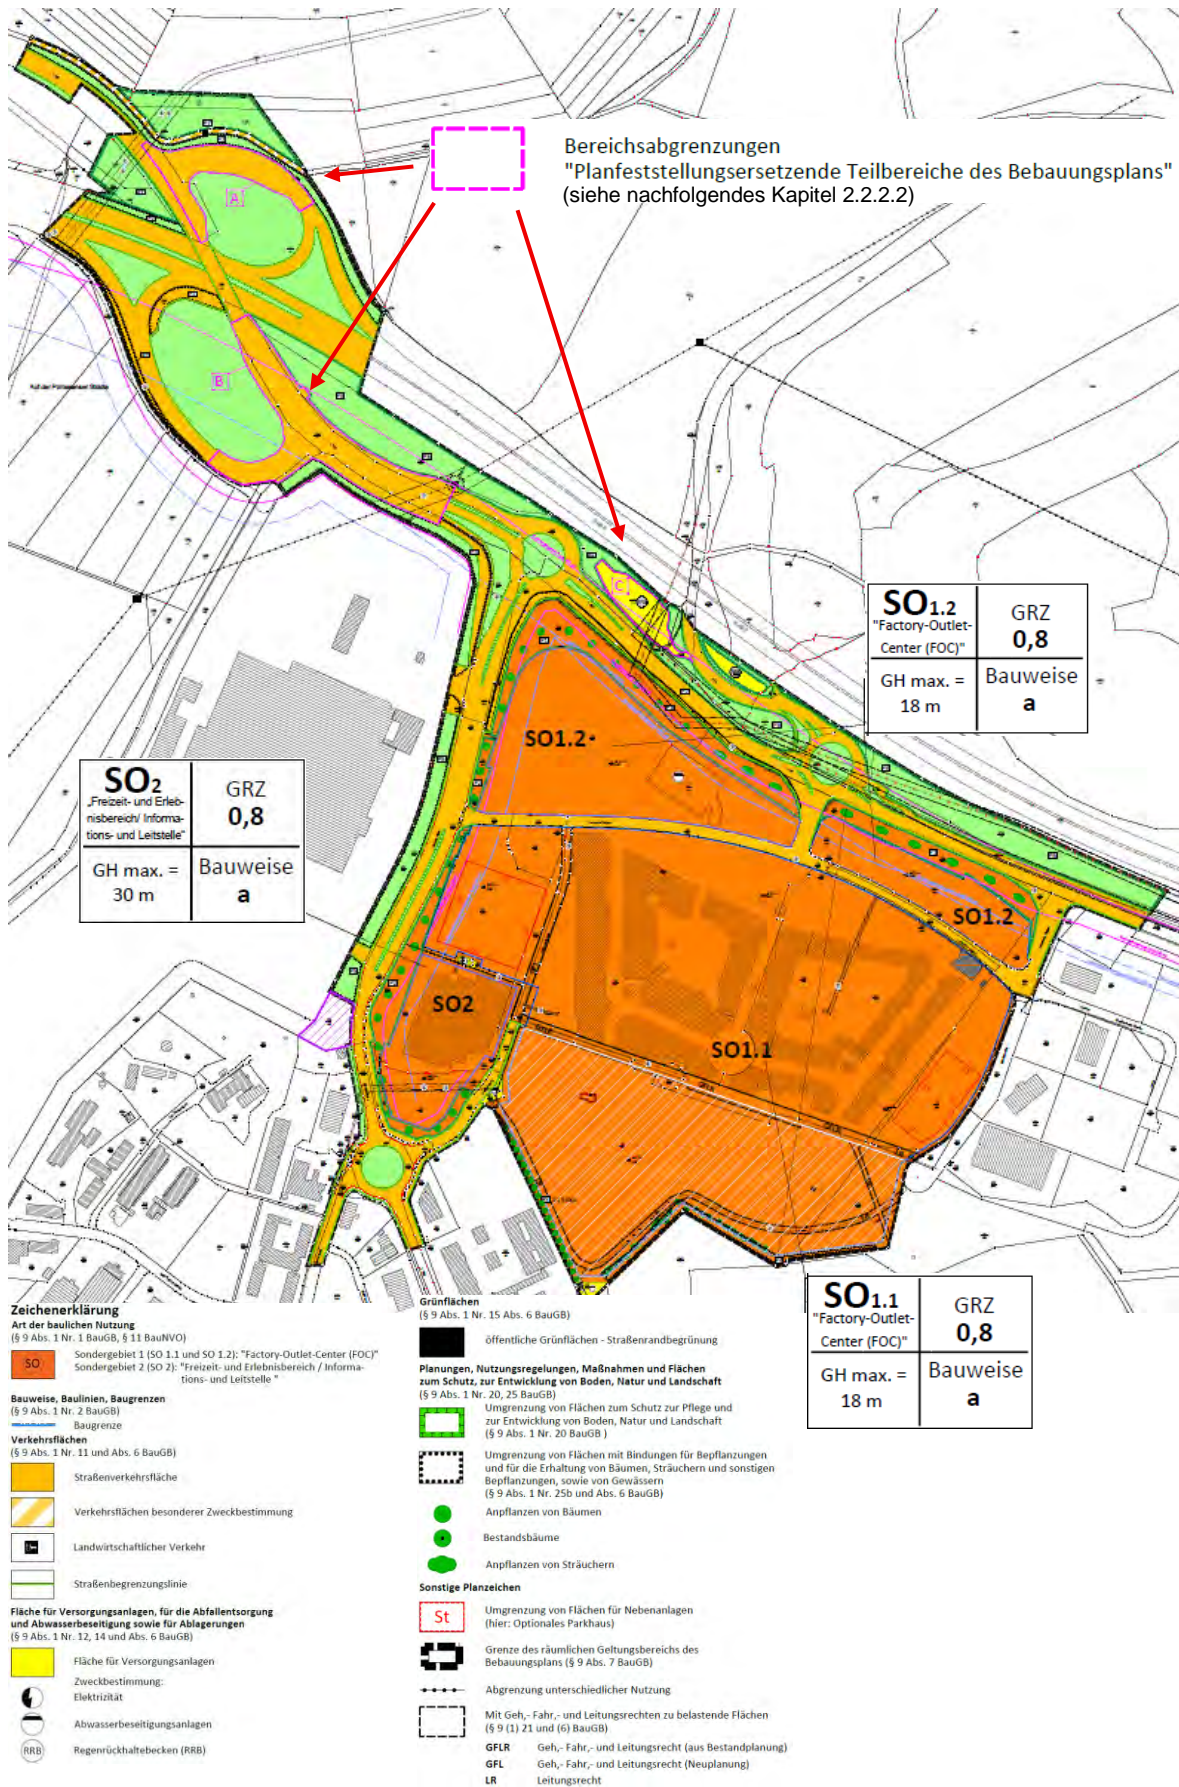 Bereichsabgrenzungen
"Planfeststellungsersetzende Teilbereiche des Bebauungsplans"
(siehe nachfolgendes Kapitel 2.2.2.2)
A
B
C
SO1.2
"Factory-Outlet-
Center (FOC)"
GRZ
0,8
GH max. =
18 m
Bauweise
a
SO1.2
SO2
„Freizeit- und Erleb-
nisbereich/ Informa-
tions- und Leitstelle"
GRZ
0,8
GH max. =
30 m
Bauweise
a
SO1.2
SO2
SO1.1
SO1.1
"Factory-Outlet-
Center (FOC)"
GRZ
0,8
GH max. =
18 m
Bauweise
a
Zeichenerklärung
Art der baulichen Nutzung
(§ 9 Abs. 1 Nr. 1 BauGB, § 11 BauNVO)
SO
Sondergebiet 1 (SO 1.1 und SO 1.2): "Factory-Outlet-Center (FOC)"
Sondergebiet 2 (SO 2): "Freizeit- und Erlebnisbereich / Informa-
tions- und Leitstelle "
Bauweise, Baulinien, Baugrenzen
(§ 9 Abs. 1 Nr. 2 BauGB)
Baugrenze
Verkehrsflächen
(§ 9 Abs. 1 Nr. 11 und Abs. 6 BauGB)
Straßenverkehrsfläche
Verkehrsflächen besonderer Zweckbestimmung
Landwirtschaftlicher Verkehr
Straßenbegrenzungslinie
Fläche für Versorgungsanlagen, für die Abfallentsorgung
und Abwasserbeseitigung sowie für Ablagerungen
(§ 9 Abs. 1 Nr. 12, 14 und Abs. 6 BauGB)
Fläche für Versorgungsanlagen
Zweckbestimmung:
Elektrizität
Abwasserbeseitigungsanlagen
RRB
Regenrückhaltebecken (RRB)
Grünflächen
(§ 9 Abs. 1 Nr. 15 Abs. 6 BauGB)
öffentliche Grünflächen - Straßenrandbegrünung
Planungen, Nutzungsregelungen, Maßnahmen und Flächen
zum Schutz, zur Entwicklung von Boden, Natur und Landschaft
(§ 9 Abs. 1 Nr. 20, 25 BauGB)
Umgrenzung von Flächen zum Schutz zur Pflege und
zur Entwicklung von Boden, Natur und Landschaft
(§ 9 Abs. 1 Nr. 20 BauGB )
Umgrenzung von Flächen mit Bindungen für Bepflanzungen
und für die Erhaltung von Bäumen, Sträuchern und sonstigen
Bepflanzungen, sowie von Gewässern
(§ 9 Abs. 1 Nr. 25b und Abs. 6 BauGB)
Anpflanzen von Bäumen
Bestandsbäume
Anpflanzen von Sträuchern
Sonstige Planzeichen
St
Umgrenzung von Flächen für Nebenanlagen
(hier: Optionales Parkhaus)
Grenze des räumlichen Geltungsbereichs des
Bebauungsplans (§ 9 Abs. 7 BauGB)
Abgrenzung unterschiedlicher Nutzung
Mit Geh,- Fahr,- und Leitungsrechten zu belastende Flächen
(§ 9 (1) 21 und (6) BauGB)
GFLR Geh,- Fahr,- und Leitungsrecht (aus Bestandplanung)
GFL Geh,- Fahr,- und Leitungsrecht (Neuplanung)
LR Leitungsrecht